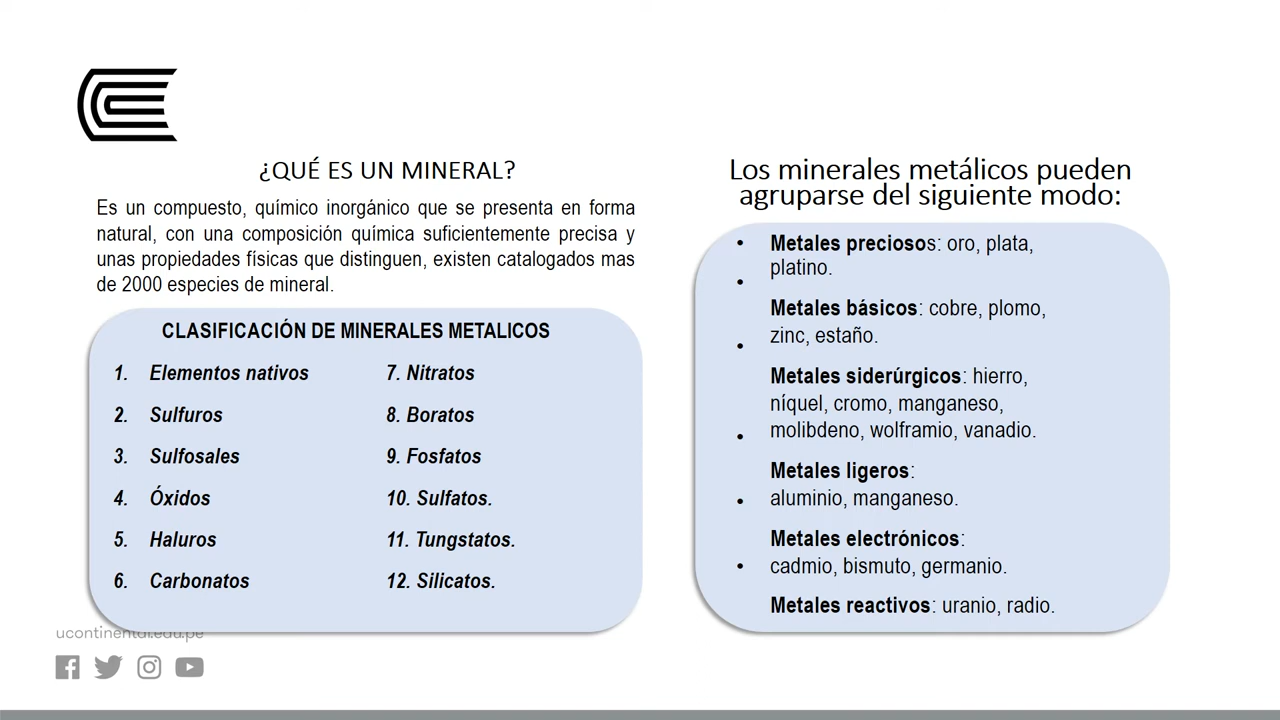 ¿QUÉ ES UN MINERAL?
Es un compuesto, químico inorgánico que se presenta en forma
natural, con una composición química suficientemente precisa y
unas propiedades físicas que distinguen, existen catalogados mas
de 2000 especies de mineral.
CLASIFICACIÓN DE MINERALES METALICOS
1. Elementos nativos
2. Sulfuros
3. Sulfosales
4. Óxidos
5. Haluros
6. Carbonatos
7. Nitratos
8. Boratos
9. Fosfatos
10. Sulfatos.
11. Tungstatos.
12. Silicatos.
Los minerales metálicos pueden
agruparse del siguiente modo:
• Metales preciosos: oro, plata,
platino.
• Metales básicos: cobre, plomo,
zinc, estaño.
• Metales siderúrgicos: hierro,
níquel, cromo, manganeso,
molibdeno, wolframio, vanadio.
• Metales ligeros:
aluminio, manganeso.
• Metales electrónicos:
cadmio, bismuto, germanio.
• Metales reactivos: uranio, radio.
ucontinental.edu.pe